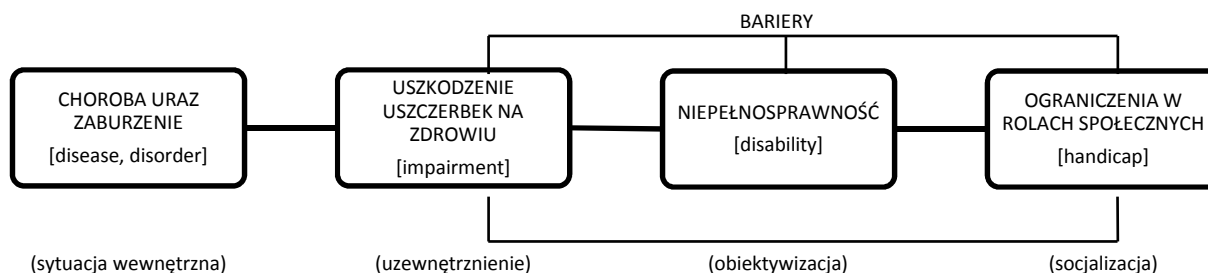 BARIERY
CHOROBA URAZ
ZABURZENIE
[disease, disorder]
USZKODZENIE
USZCZERBEK NA
ZDROWIU
[impairment]
NIEPEŁNOSPRAWNOŚĆ
[disability]
OGRANICZENIA W
ROLACH SPOŁECZNYCH
[handicap]
(sytuacja wewnętrzna)
(uzewnętrznienie)
(obiektywizacja)
(socjalizacja)